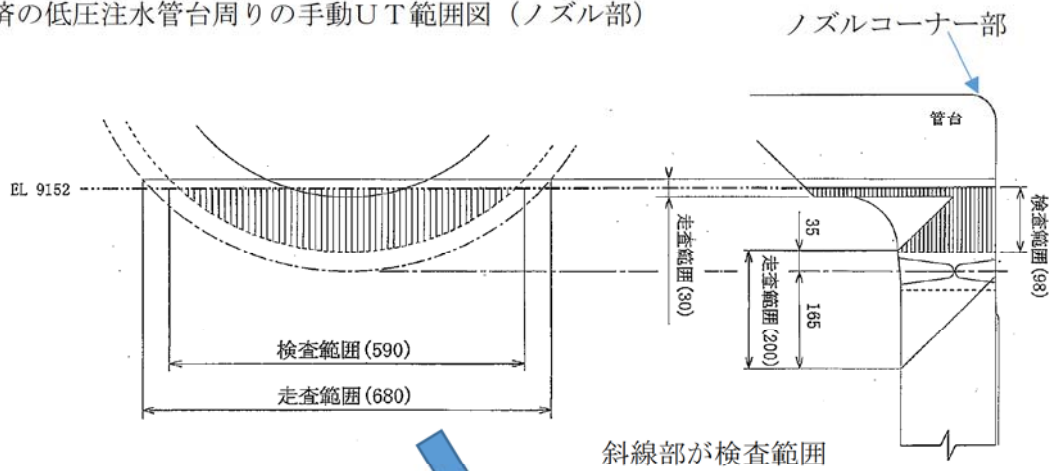 済の低圧注水管台周りの手動ＵＴ範囲図（ノズル部）
ノズルコーナー部
管台
EL 9152
検査範囲(98)
走査範囲(30)
35
走査範囲(200)
165
検査範囲(590)
走査範囲(680)
斜線部が検査範囲